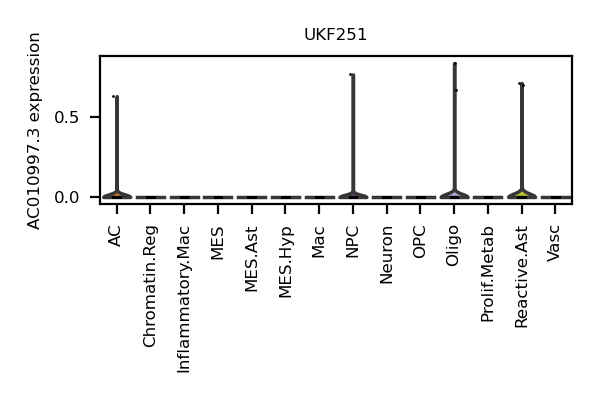 UKF251
AC010997.3 expression
0.5
0.0
AC
Chromatin.Reg
Inflammatory.Mac
MES
MES.Ast
MES.Hyp
Mac
NPC
Neuron
OPC
Oligo
Prolif.Metab
Reactive.Ast
Vasc